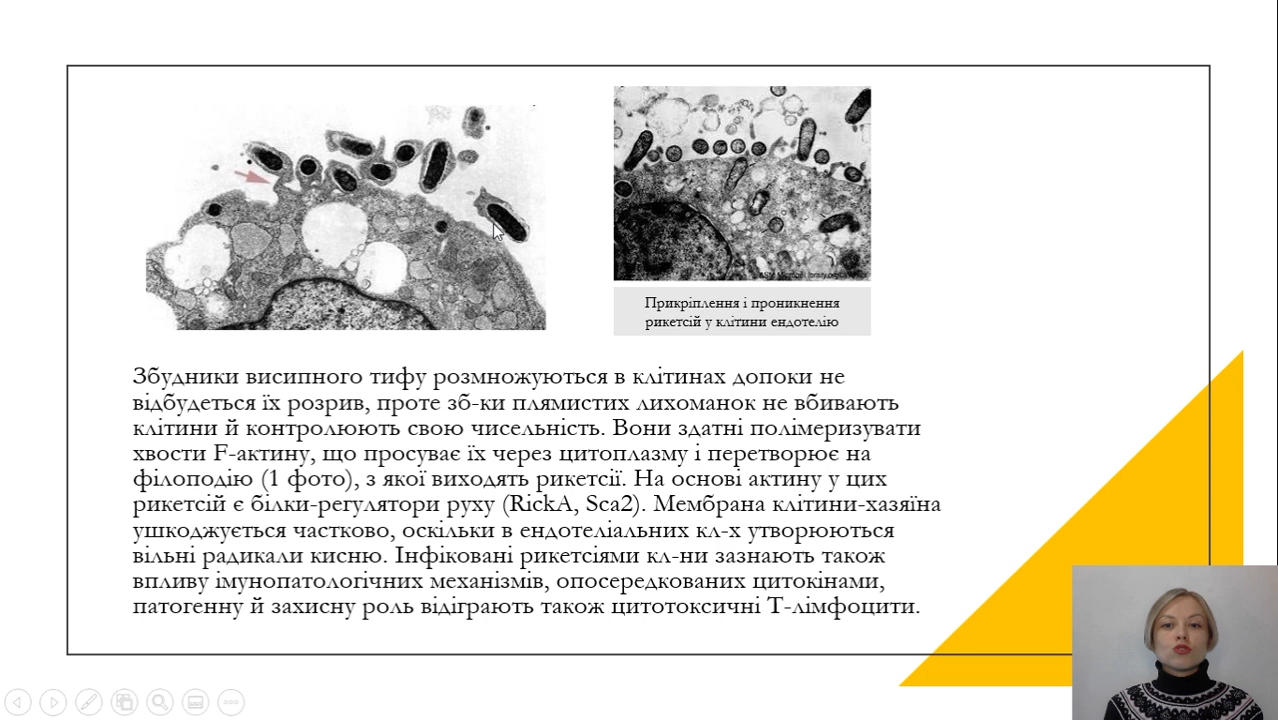 Прикріплення і проникнення
рикетсій у клітини ендотелію
Збудники висипного тифу розмножуються в клітинах допоки не
відбудеться їх розрив, проте зб-ки плямистих лихоманок не вбивають
клітини й контролюють свою чисельність. Вони здатні полімеризувати
хвости F-актину, що просуває їх через цитоплазму і перетворює на
філоподію (1 фото), з якої виходять рикетсії. На основі актину у цих
рикетсій є білки-регулятори руху (RickA, Sca2). Мембрана клітини-хазяїна
ушкоджується частково, оскільки в ендотеліальних кл-х утворюються
вільні радикали кисню. Інфіковані рикетсіями кл-ни зазнають також
впливу імунопатологічних механізмів, опосередкованих цитокінами,
патогенну й захисну роль відіграють також цитотоксичні Т-лімфоцити.